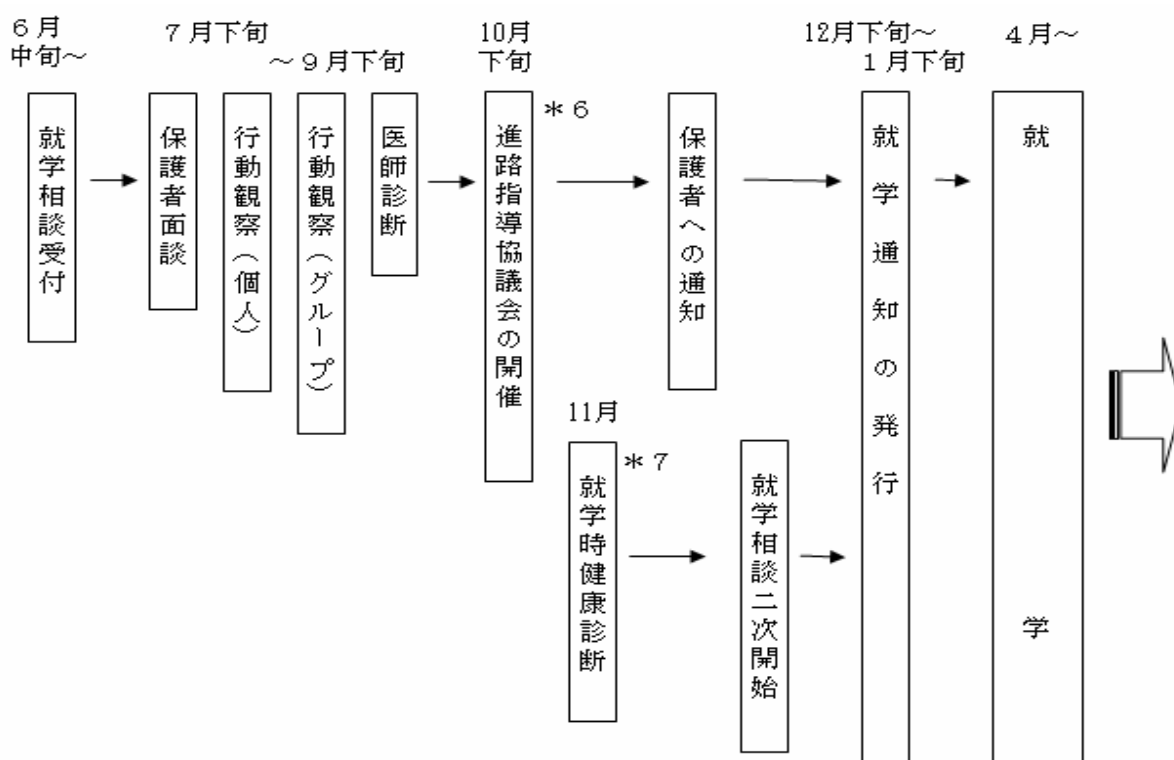 ６月
中旬～
７月下旬
～９月下旬
10月
下旬
12月下旬～
１月下旬
４月～
就学相談受付
保護者面談
行動観察（個人）
行動観察（グループ）
医師診断
進路指導協議会の開催
＊６
保護者への通知
就学通知の発行
就学
11月
就学時健康診断
＊７
就学相談二次開始